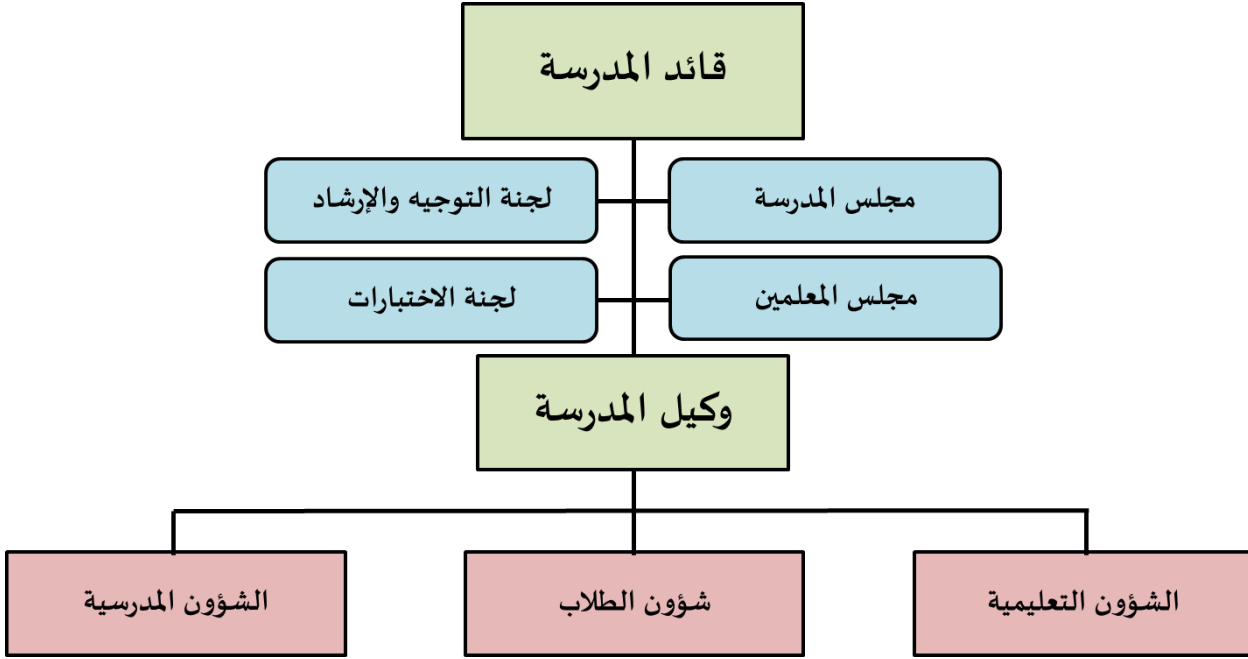 قائد المدرسة
مجلس المدرسة
لجنة التوجيه والإرشاد
مجلس المعلمين
لجنة الاختبارات
وكيل المدرسة
الشؤون التعليمية
شؤون الطلاب
الشؤون المدرسية